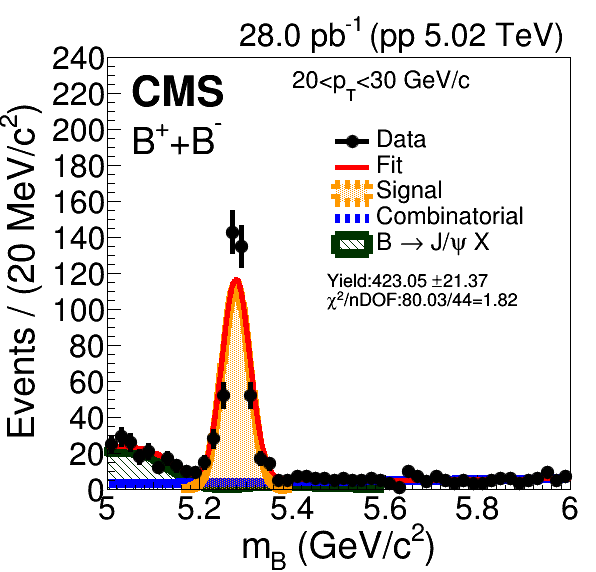 28.0 pb⁻¹ (pp 5.02 TeV)
CMS
20<p_T<30 GeV/c
B⁺+B⁻
Data
Fit
Signal
Combinatorial
B → J/ψ X
Yield:423.05 ±21.37
χ²/nDOF:80.03/44=1.82
Events / (20 MeV/c²)
240
220
200
180
160
140
120
100
80
60
40
20
0
5 5.2 5.4 5.6 5.8 6
m_B (GeV/c²)